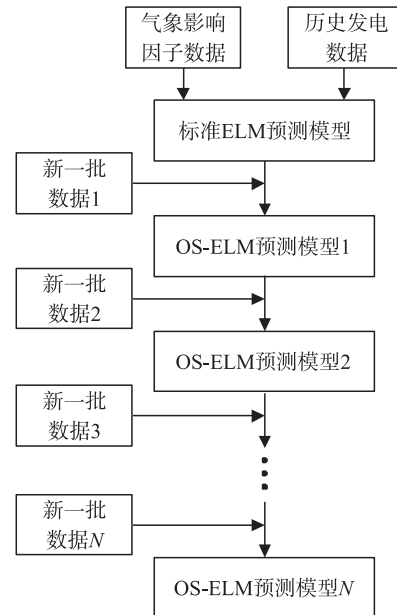 气象影响
因子数据
历史发电
数据
标准ELM预测模型
新一批
数据1
OS-ELM预测模型1
新一批
数据2
OS-ELM预测模型2
新一批
数据3
新一批
数据N
OS-ELM预测模型N